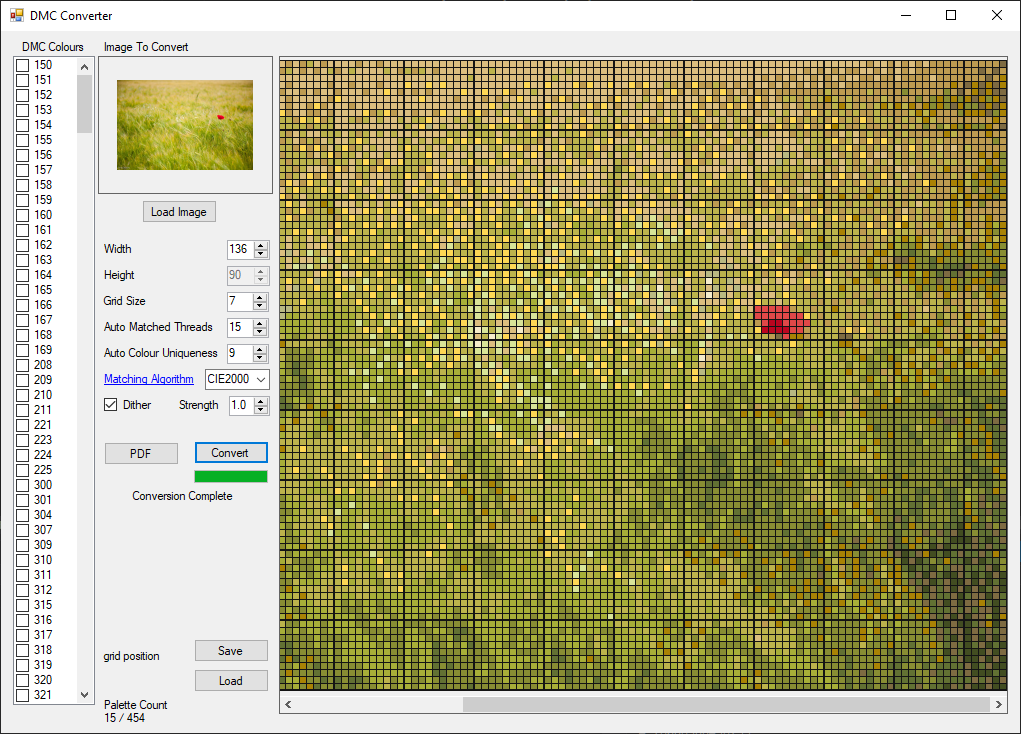 DMC Converter
DMC Colours
Image To Convert
150
151
152
153
154
155
156
157
158
159
160
161
162
163
164
165
166
167
168
169
208
209
210
211
221
223
224
225
300
301
304
307
309
310
311
312
315
316
317
318
319
320
321
Load Image
Width 136
Height 90
Grid Size 7
Auto Matched Threads 15
Auto Colour Uniqueness 9
Matching Algorithm CIE2000
Dither Strength 1.0
PDF Convert
Conversion Complete
grid position
Save
Load
Palette Count
15 / 454